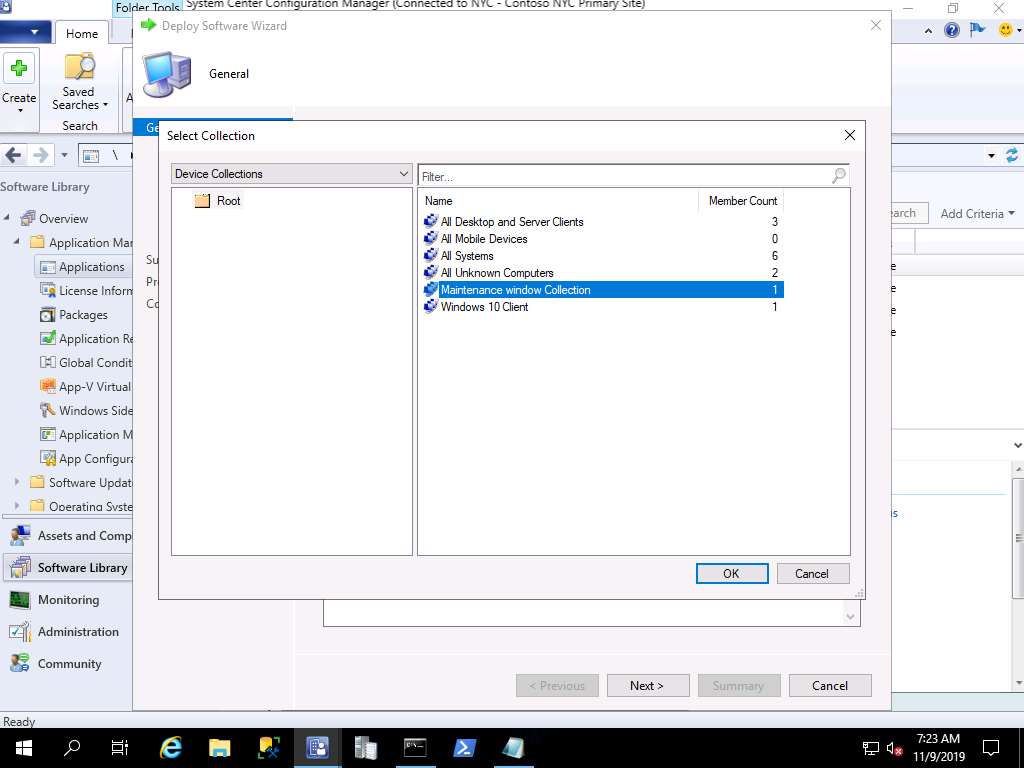 Folder Tools
System Center Configuration Manager (Connected to NYC - Contoso NYC Primary Site)
Home
Deploy Software Wizard
General
Create
Saved
Searches
Search
Select Collection
Device Collections
Filter...
\
Software Library
Root
Name
Member Count
Add Criteria
Overview
All Desktop and Server Clients 3
All Mobile Devices 0
All Systems 6
All Unknown Computers 2
Maintenance window Collection 1
Windows 10 Client 1
Application Mar
Applications
License Inform
Packages
Application Re
Global Condit
App-V Virtual
Windows Side
Application M
App Configura
Software Updat
Operating Syste
Assets and Comp
Software Library
Monitoring
Administration
Community
OK
Cancel
< Previous
Next >
Summary
Cancel
Ready
7:23 AM
11/9/2019